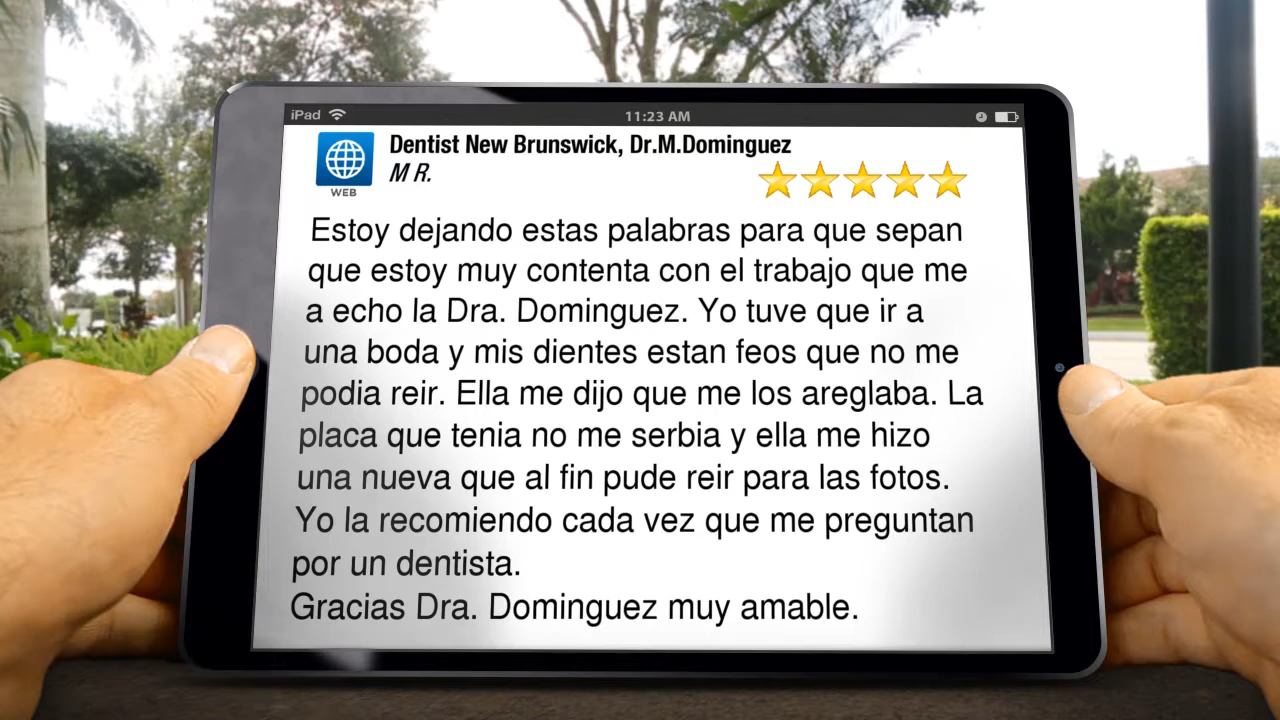 iPad 11:23 AM
Dentist New Brunswick, Dr.M.Dominguez
M R.
WEB
Estoy dejando estas palabras para que sepan
que estoy muy contenta con el trabajo que me
a echo la Dra. Dominguez. Yo tuve que ir a
una boda y mis dientes estan feos que no me
podia reir. Ella me dijo que me los areglaba. La
placa que tenia no me serbia y ella me hizo
una nueva que al fin pude reir para las fotos.
Yo la recomiendo cada vez que me preguntan
por un dentista.
Gracias Dra. Dominguez muy amable.